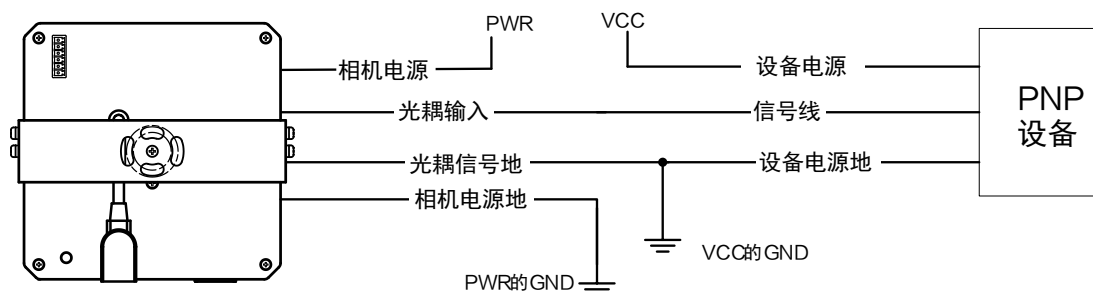 PWR
VCC
相机电源
设备电源
光耦输入
信号线
PNP
设备
光耦信号地
设备电源地
相机电源地
VCC的GND
PWR的GND